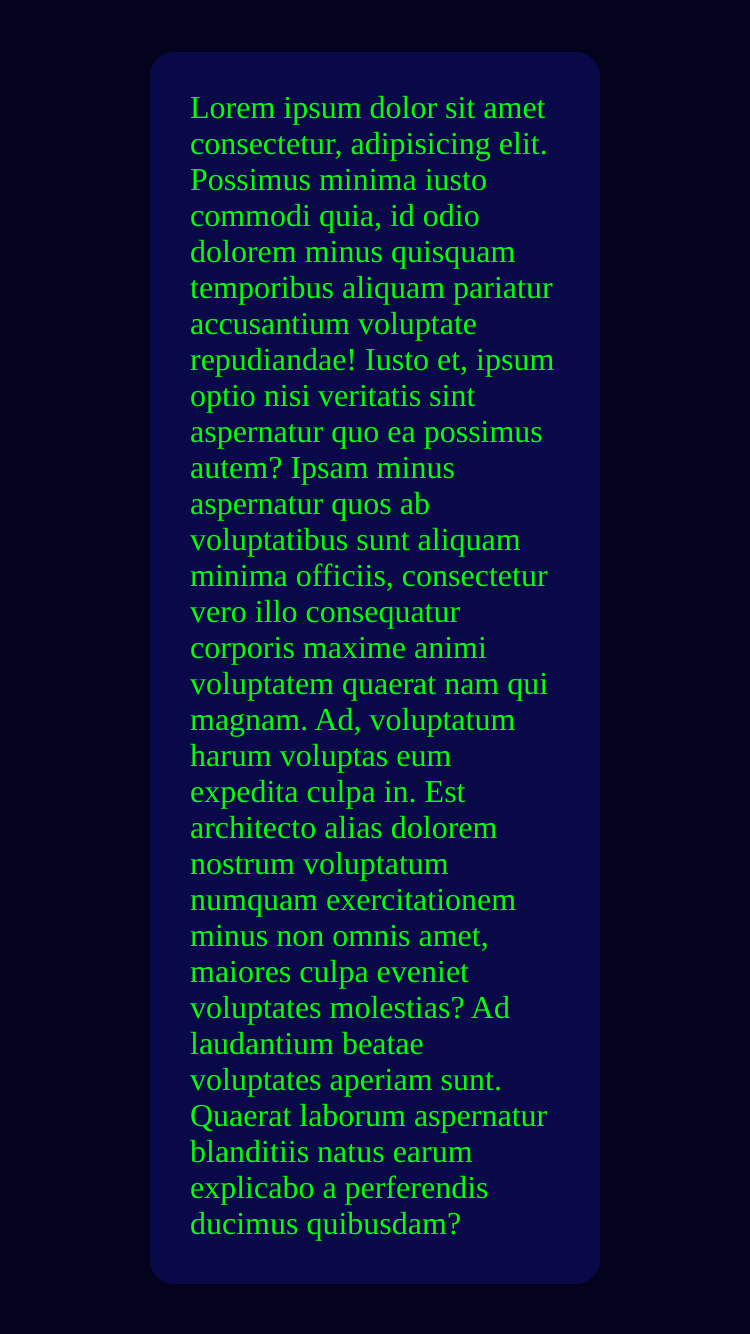 Lorem ipsum dolor sit amet
consectetur, adipisicing elit.
Possimus minima iusto
commodi quia, id odio
dolorem minus quisquam
temporibus aliquam pariatur
accusantium voluptate
repudiandae! Iusto et, ipsum
optio nisi veritatis sint
aspernatur quo ea possimus
autem? Ipsam minus
aspernatur quos ab
voluptatibus sunt aliquam
minima officiis, consectetur
vero illo consequatur
corporis maxime animi
voluptatem quaerat nam qui
magnam. Ad, voluptatum
harum voluptas eum
expedita culpa in. Est
architecto alias dolorem
nostrum voluptatum
numquam exercitationem
minus non omnis amet,
maiores culpa eveniet
voluptates molestias? Ad
laudantium beatae
voluptates aperiam sunt.
Quaerat laborum aspernatur
blanditiis natus earum
explicabo a perferendis
ducimus quibusdam?